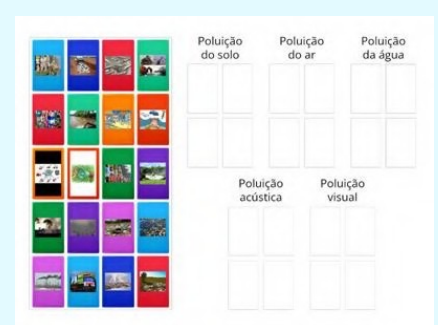 Poluição
do solo
Poluição
do ar
Poluição
da água
Poluição
acústica
Poluição
visual